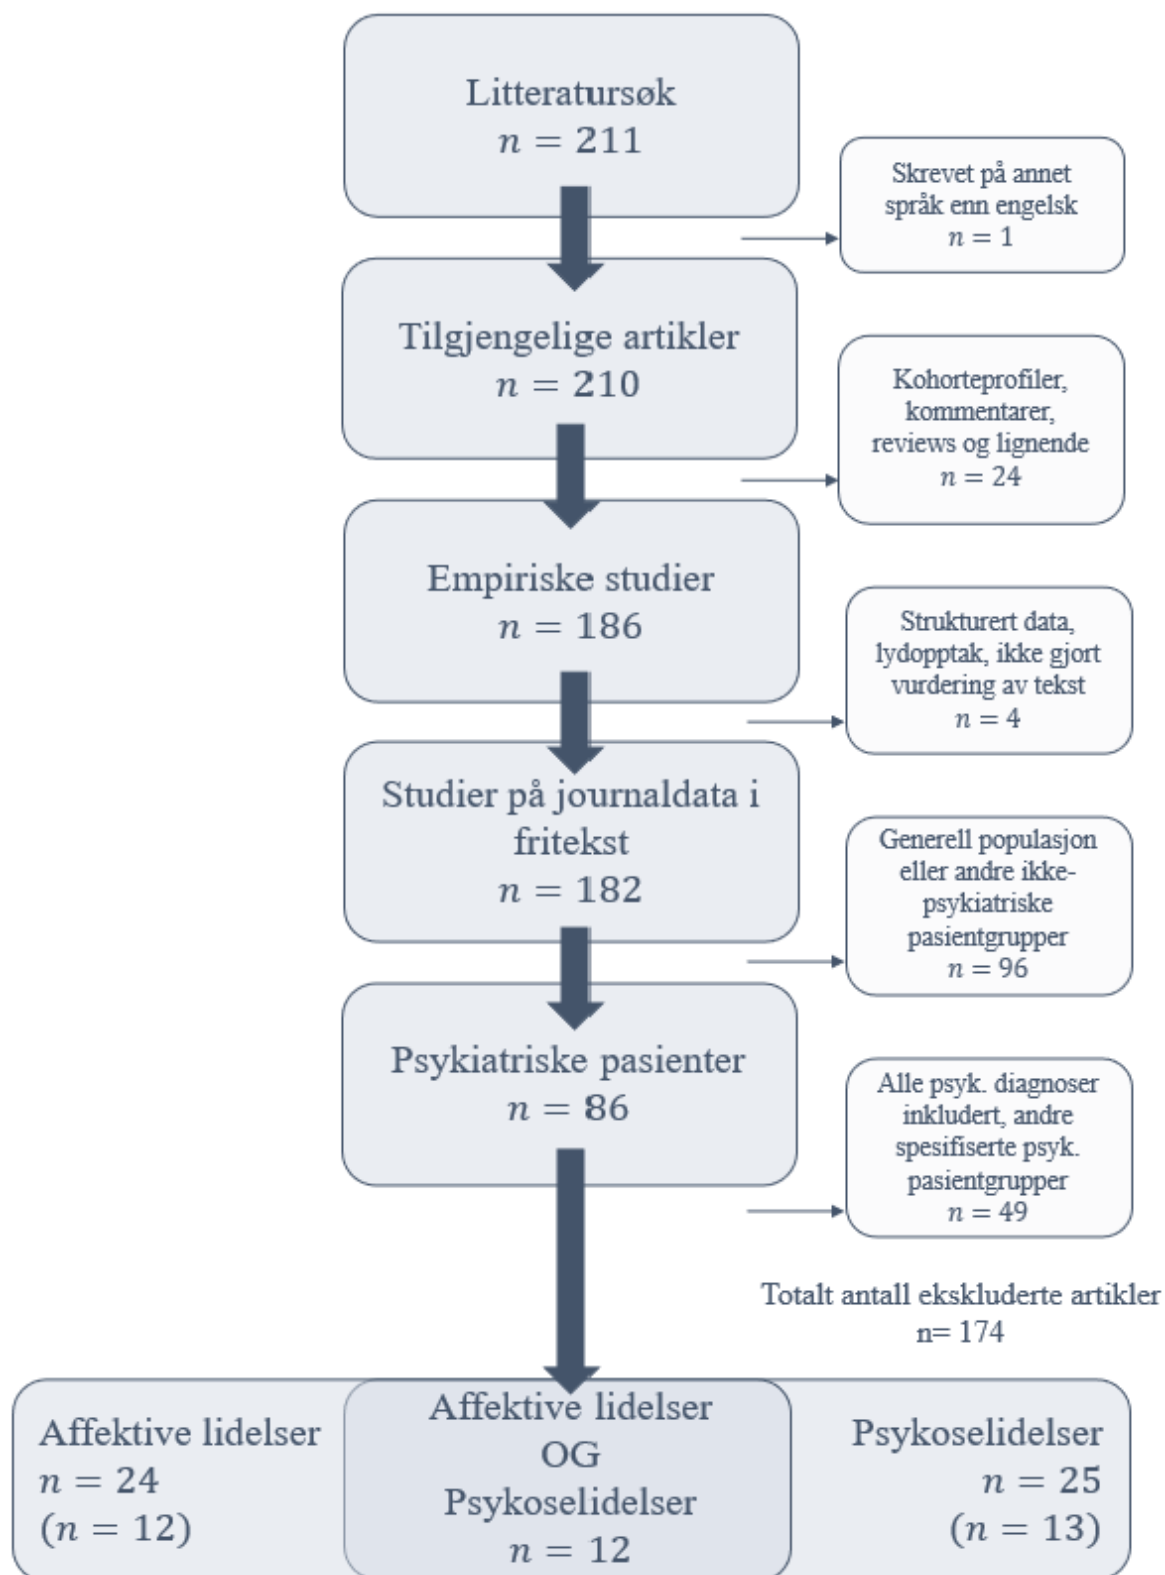 Litteratursøk
n = 211
Skrevet på annet
språk enn engelsk
n = 1
Tilgjengelige artikler
n = 210
Kohorteprofiler,
kommentarer,
reviews og lignende
n = 24
Empiriske studier
n = 186
Strukturert data,
lydopptak, ikke gjort
vurdering av tekst
n = 4
Studier på journaldata i
fritekst
n = 182
Generell populasjon
eller andre ikke-
psykiatriske
pasientgrupper
n = 96
Psykiatriske pasienter
n = 86
Alle psyk. diagnoser
inkludert, andre
spesifiserte psyk.
pasientgrupper
n = 49
Totalt antall ekskluderte artikler
n= 174
Affektive lidelser
n = 24
(n = 12)
Affektive lidelser
OG
Psykoselidelser
n = 12
Psykoselidelser
n = 25
(n = 13)